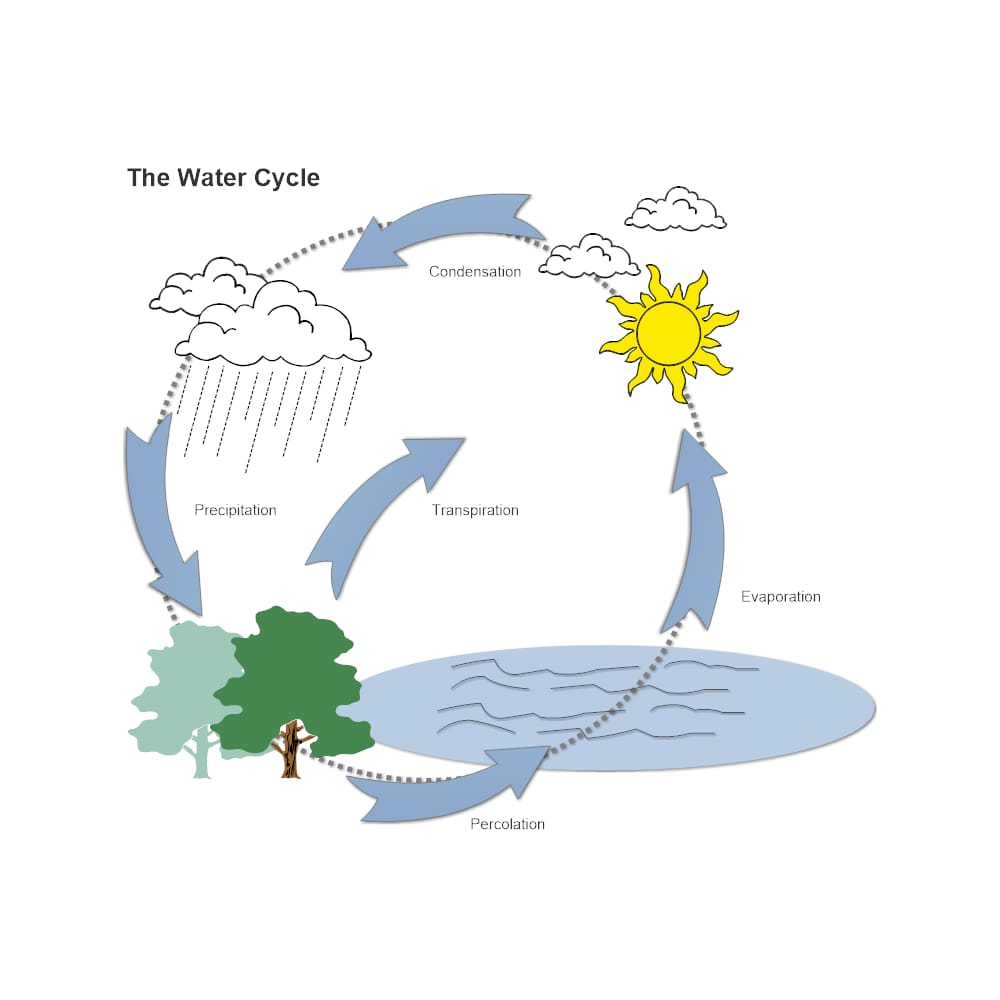 The Water Cycle
Condensation
Precipitation
Transpiration
Evaporation
Percolation